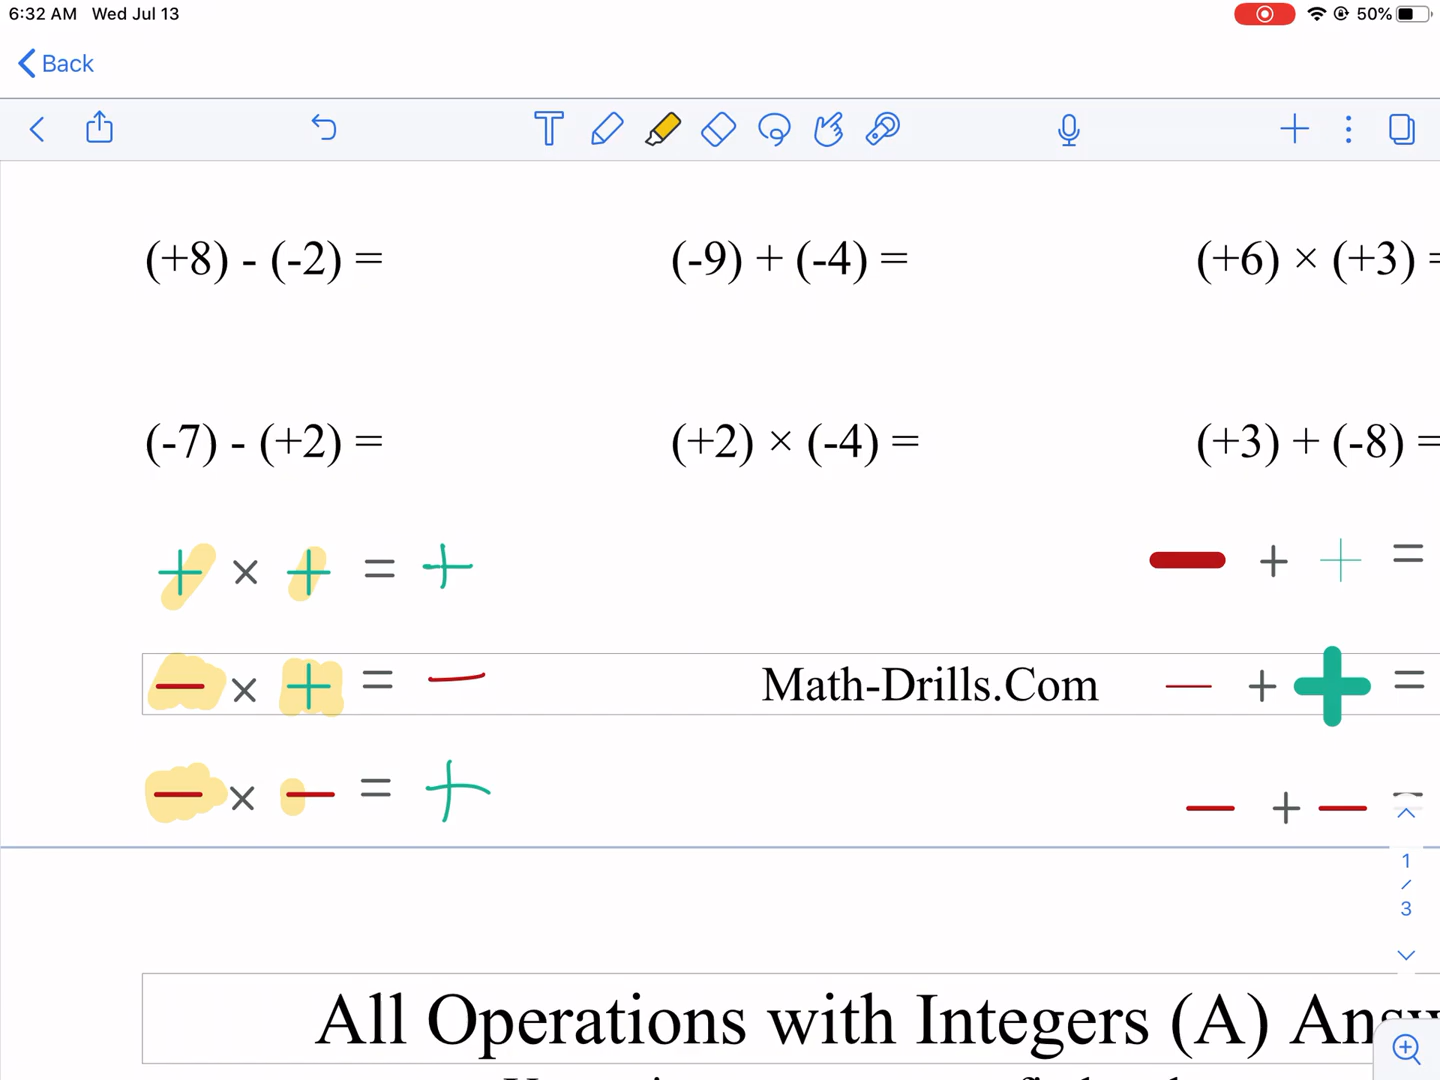 6:32 AM Wed Jul 13 50%
Back
(+8) - (-2) = (-9) + (-4) = (+6) × (+3) =
(-7) - (+2) = (+2) × (-4) = (+3) + (-8) =
+ × + = + − + + =
− × + = − Math-Drills.Com − + + =
− × − = + − + − =
1
/
3
All Operations with Integers (A)